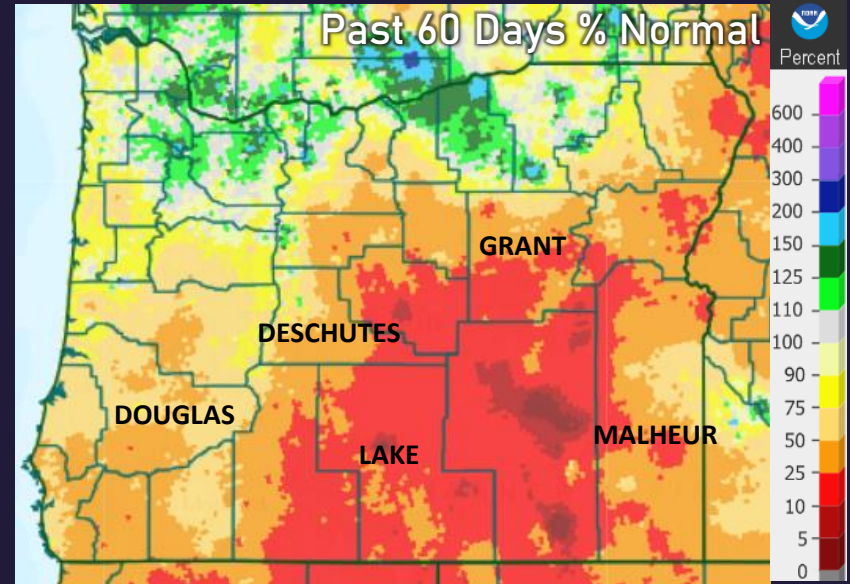 Past 60 Days % Normal
NOAA
Percent
600
400
300
200
150
125
110
100
90
75
50
25
10
5
0
GRANT
DESCHUTES
DOUGLAS
MALHEUR
LAKE